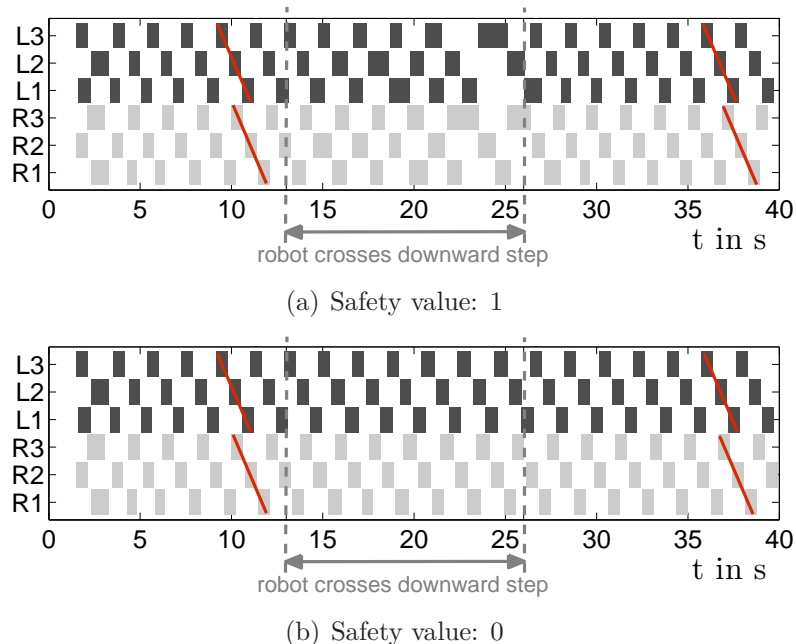 L3
L2
L1
R3
R2
R1
0 5 10 15 20 25 30 35 40
t in s
robot crosses downward step
(a) Safety value: 1
L3
L2
L1
R3
R2
R1
0 5 10 15 20 25 30 35 40
t in s
robot crosses downward step
(b) Safety value: 0